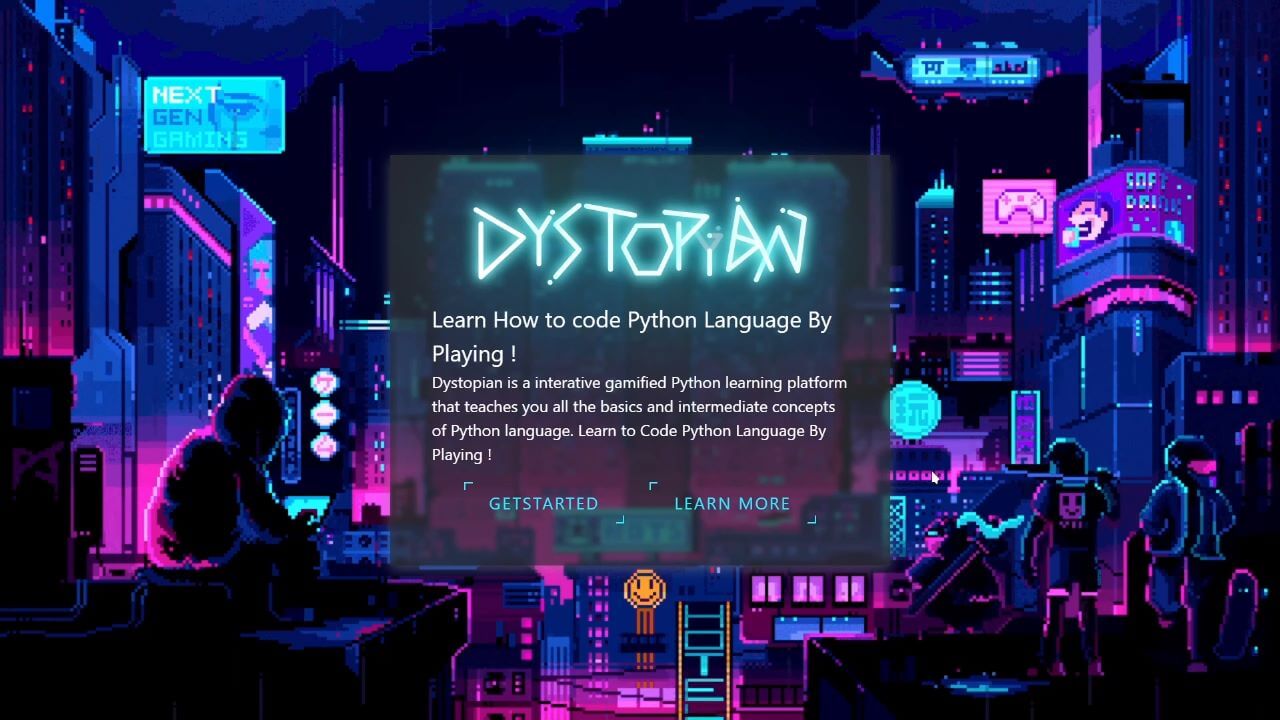 NEXT
GEN
GAMING
SOFT
DRINK
DYSTOPIAN
Learn How to code Python Language By
Playing !
Dystopian is a interative gamified Python learning platform
that teaches you all the basics and intermediate concepts
of Python language. Learn to Code Python Language By
Playing !
GETSTARTED
LEARN MORE
HOTE